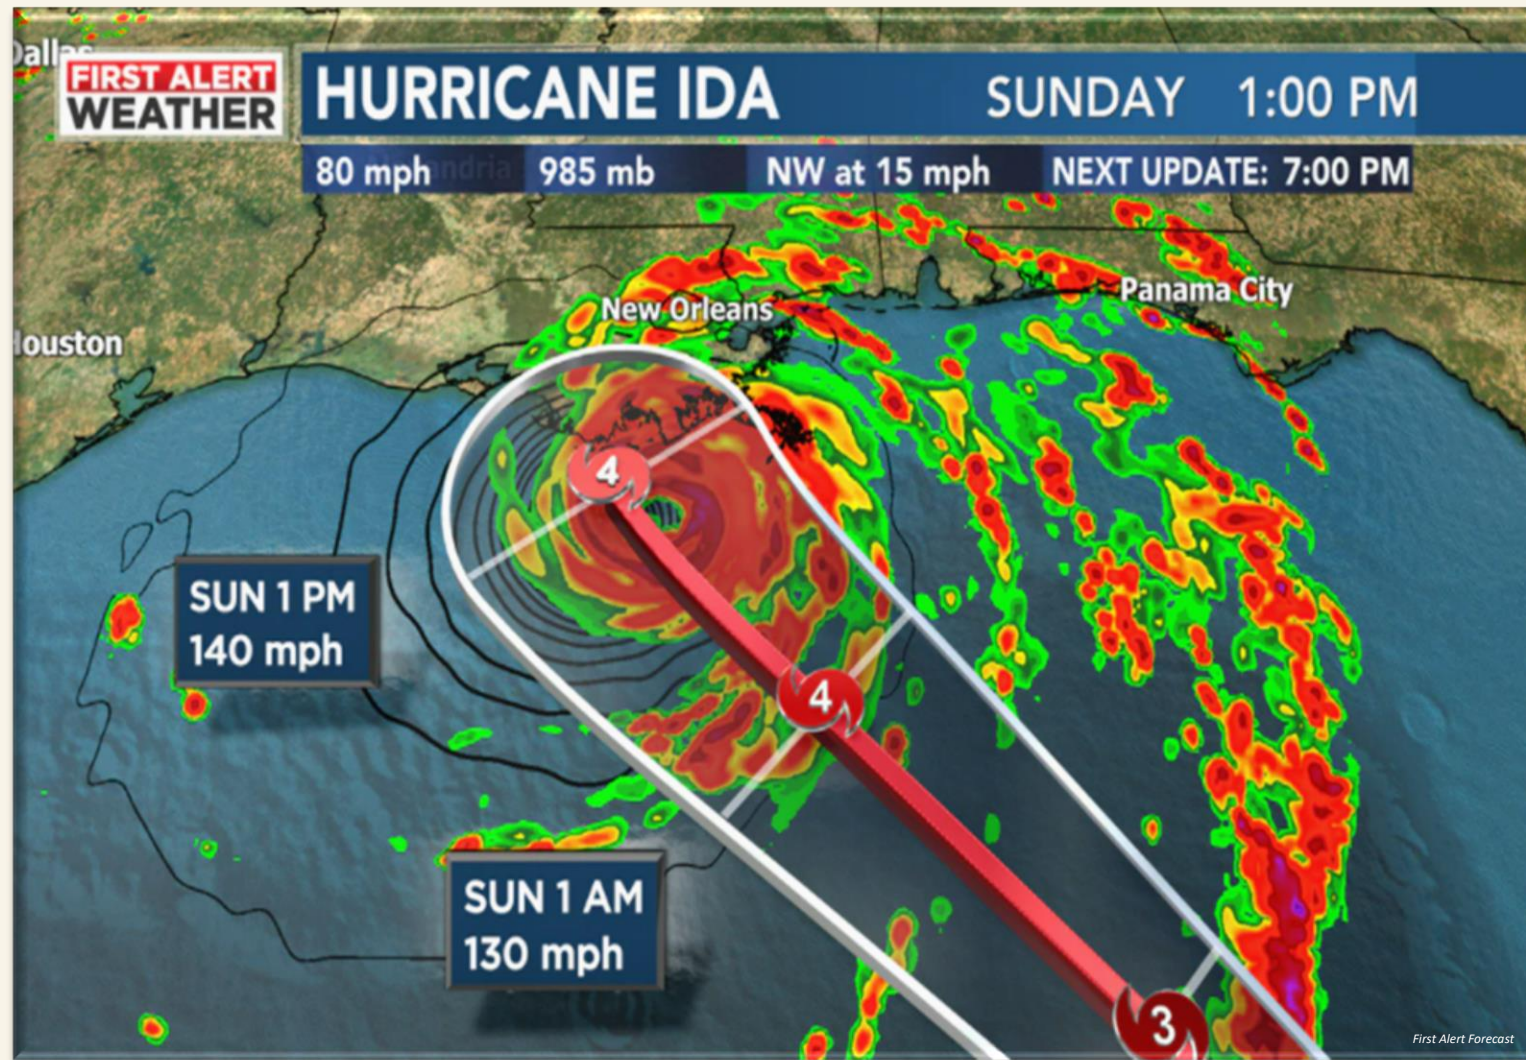 Dallas
FIRST ALERT
WEATHER
HURRICANE IDA
SUNDAY 1:00 PM
80 mph
985 mb
NW at 15 mph
NEXT UPDATE: 7:00 PM
New Orleans
Panama City
Houston
4
SUN 1 PM
140 mph
4
SUN 1 AM
130 mph
3
First Alert Forecast